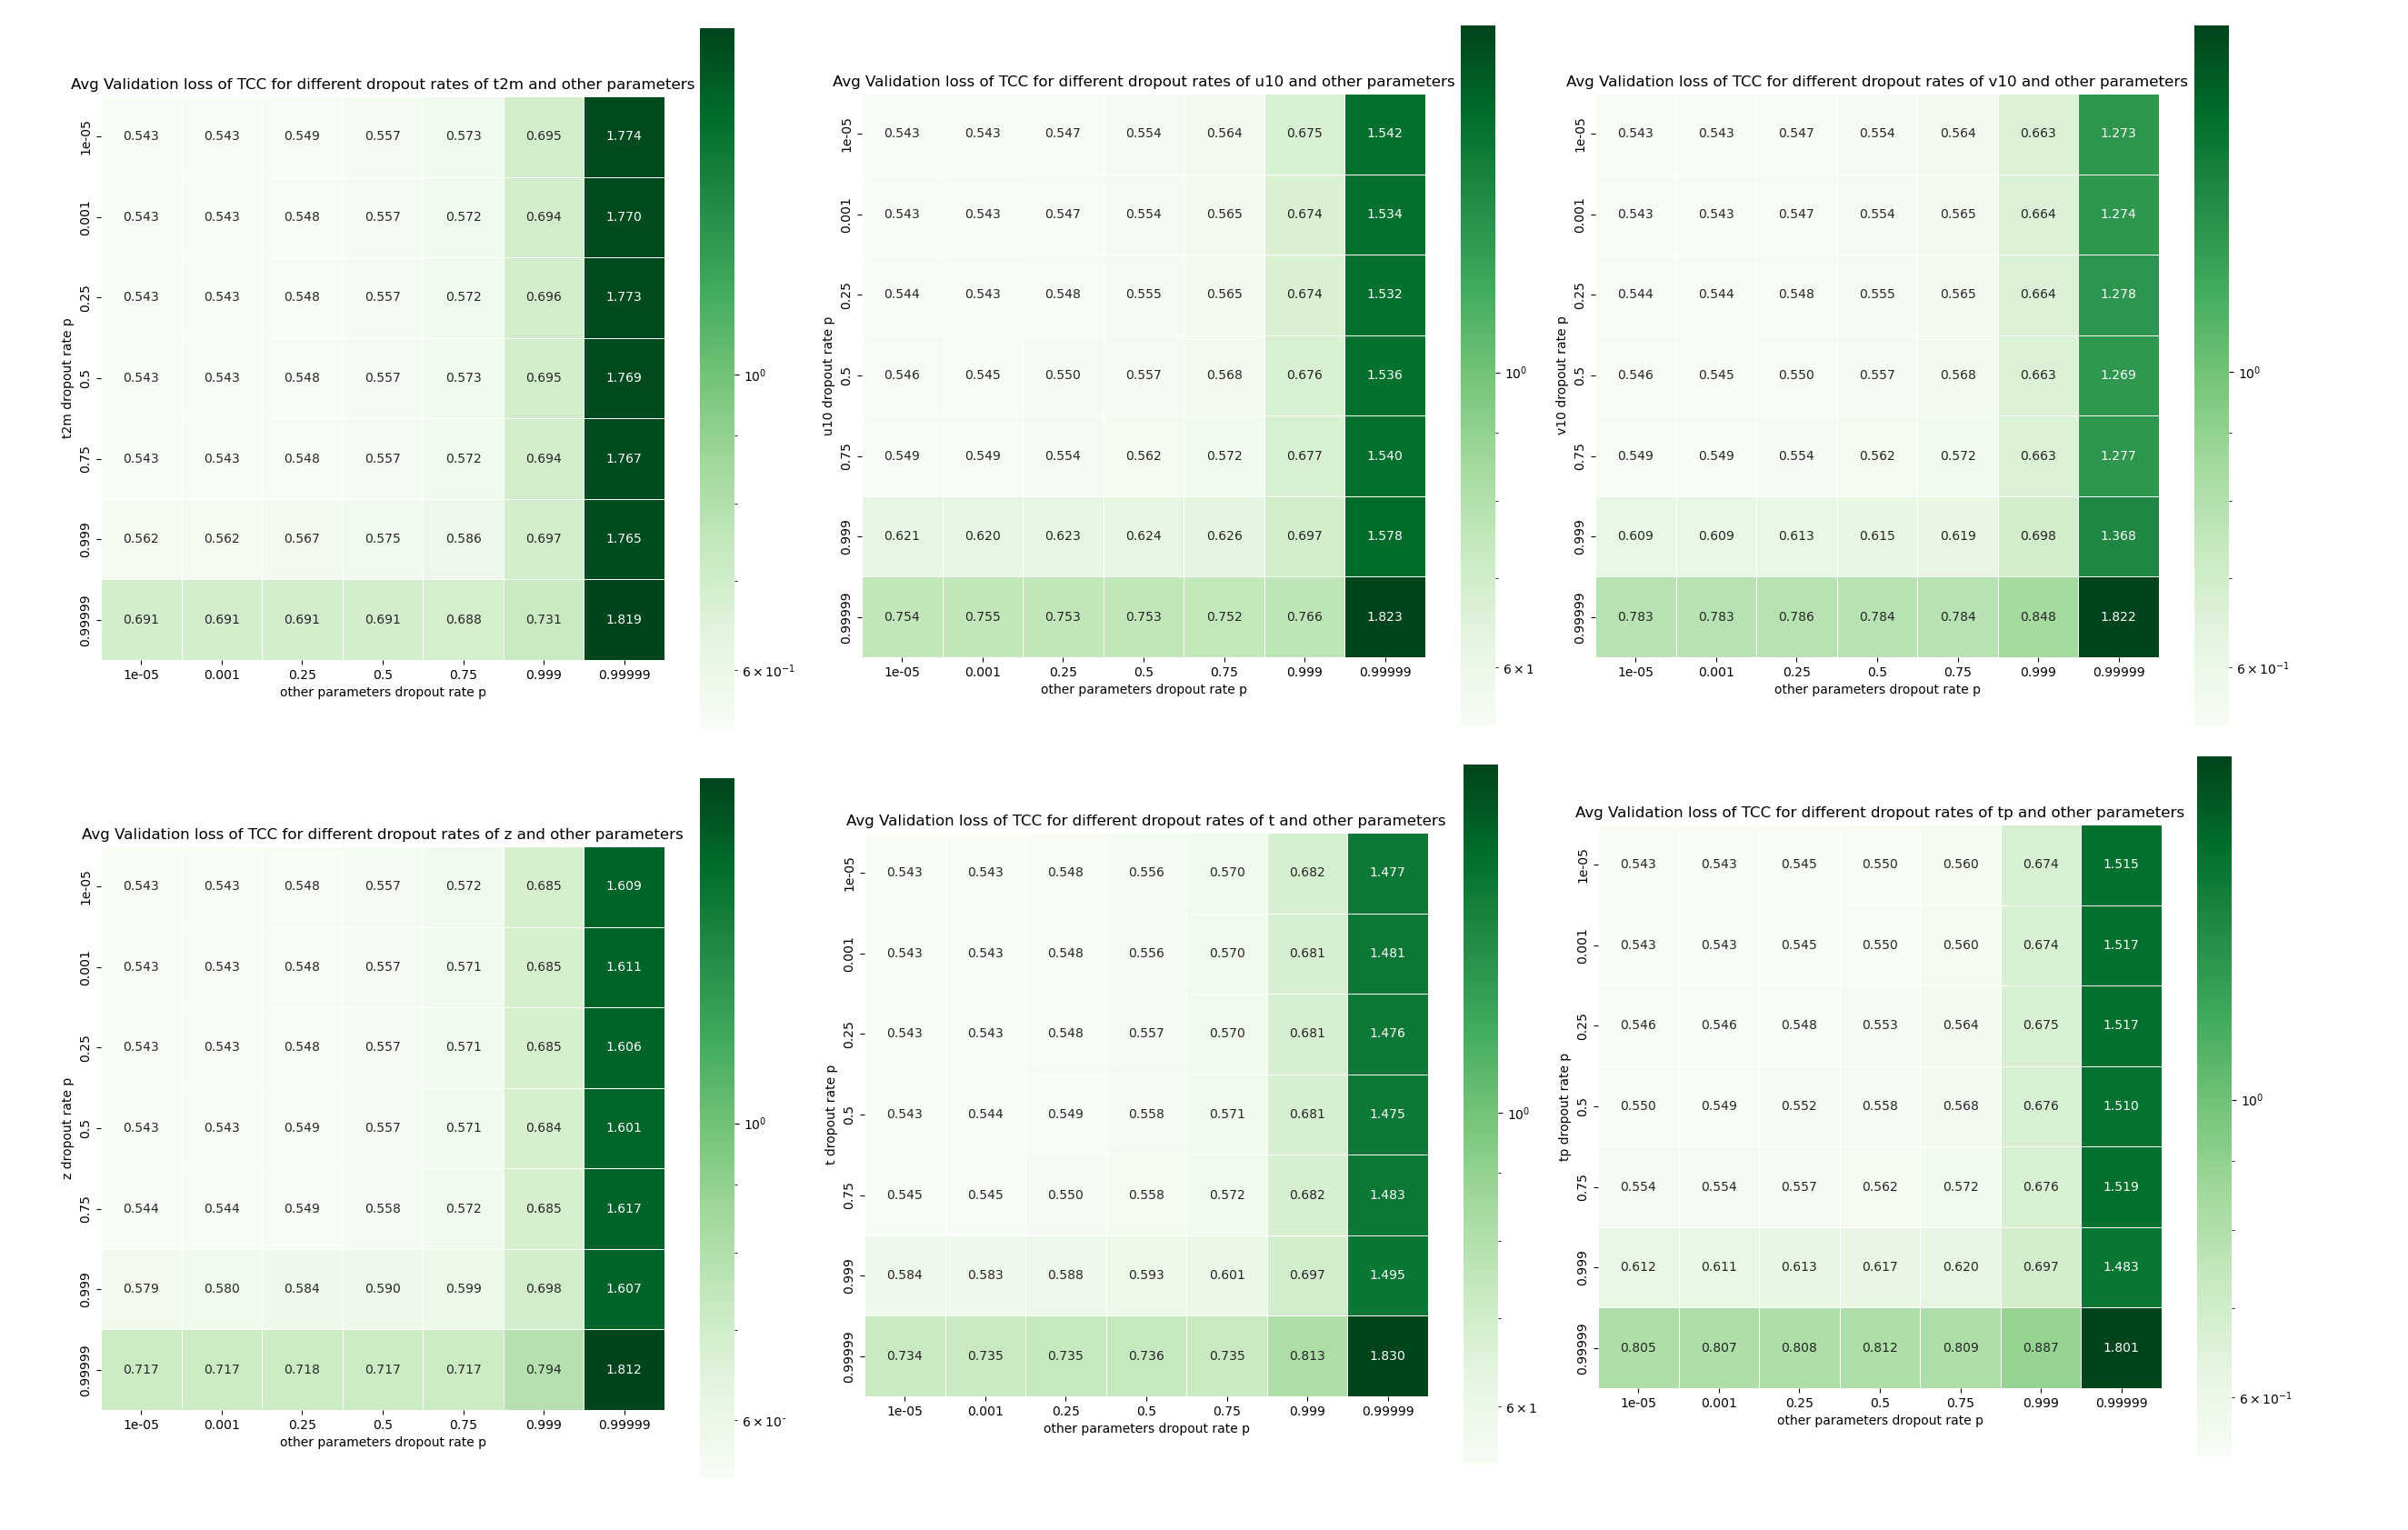 Avg Validation loss of TCC for different dropout rates of t2m and other parameters
t2m dropout rate p
1e-05 0.543 0.543 0.549 0.557 0.573 0.695 1.774
0.001 0.543 0.543 0.548 0.557 0.572 0.694 1.770
0.25 0.543 0.543 0.548 0.557 0.572 0.696 1.773
0.5 0.543 0.543 0.548 0.557 0.573 0.695 1.769
0.75 0.543 0.543 0.548 0.557 0.572 0.694 1.767
0.999 0.562 0.562 0.567 0.575 0.586 0.697 1.765
0.99999 0.691 0.691 0.691 0.691 0.688 0.731 1.819
1e-05 0.001 0.25 0.5 0.75 0.999 0.99999
other parameters dropout rate p
10⁰
6 × 10⁻¹
Avg Validation loss of TCC for different dropout rates of u10 and other parameters
u10 dropout rate p
1e-05 0.543 0.543 0.547 0.554 0.564 0.675 1.542
0.001 0.543 0.543 0.547 0.554 0.565 0.674 1.534
0.25 0.544 0.543 0.548 0.555 0.565 0.674 1.532
0.5 0.546 0.545 0.550 0.557 0.568 0.676 1.536
0.75 0.549 0.549 0.554 0.562 0.572 0.677 1.540
0.999 0.621 0.620 0.623 0.624 0.626 0.697 1.578
0.99999 0.754 0.755 0.753 0.753 0.752 0.766 1.823
1e-05 0.001 0.25 0.5 0.75 0.999 0.99999
other parameters dropout rate p
10⁰
6 × 1
Avg Validation loss of TCC for different dropout rates of v10 and other parameters
v10 dropout rate p
1e-05 0.543 0.543 0.547 0.554 0.564 0.663 1.273
0.001 0.543 0.543 0.547 0.554 0.565 0.664 1.274
0.25 0.544 0.544 0.548 0.555 0.565 0.664 1.278
0.5 0.546 0.545 0.550 0.557 0.568 0.663 1.269
0.75 0.549 0.549 0.554 0.562 0.572 0.663 1.277
0.999 0.609 0.609 0.613 0.615 0.619 0.698 1.368
0.99999 0.783 0.783 0.786 0.784 0.784 0.848 1.822
1e-05 0.001 0.25 0.5 0.75 0.999 0.99999
other parameters dropout rate p
10⁰
6 × 10⁻¹
Avg Validation loss of TCC for different dropout rates of z and other parameters
z dropout rate p
1e-05 0.543 0.543 0.548 0.557 0.572 0.685 1.609
0.001 0.543 0.543 0.548 0.557 0.571 0.685 1.611
0.25 0.543 0.543 0.548 0.557 0.571 0.685 1.606
0.5 0.543 0.543 0.549 0.557 0.571 0.684 1.601
0.75 0.544 0.544 0.549 0.558 0.572 0.685 1.617
0.999 0.579 0.580 0.584 0.590 0.599 0.698 1.607
0.99999 0.717 0.717 0.718 0.717 0.717 0.794 1.812
1e-05 0.001 0.25 0.5 0.75 0.999 0.99999
other parameters dropout rate p
10⁰
6 × 10⁻
Avg Validation loss of TCC for different dropout rates of t and other parameters
t dropout rate p
1e-05 0.543 0.543 0.548 0.556 0.570 0.682 1.477
0.001 0.543 0.543 0.548 0.556 0.570 0.681 1.481
0.25 0.543 0.543 0.548 0.557 0.570 0.681 1.476
0.5 0.543 0.544 0.549 0.558 0.571 0.681 1.475
0.75 0.545 0.545 0.550 0.558 0.572 0.682 1.483
0.999 0.584 0.583 0.588 0.593 0.601 0.697 1.495
0.99999 0.734 0.735 0.735 0.736 0.735 0.813 1.830
1e-05 0.001 0.25 0.5 0.75 0.999 0.99999
other parameters dropout rate p
10⁰
6 × 1
Avg Validation loss of TCC for different dropout rates of tp and other parameters
tp dropout rate p
1e-05 0.543 0.543 0.545 0.550 0.560 0.674 1.515
0.001 0.543 0.543 0.545 0.550 0.560 0.674 1.517
0.25 0.546 0.546 0.548 0.553 0.564 0.675 1.517
0.5 0.550 0.549 0.552 0.558 0.568 0.676 1.510
0.75 0.554 0.554 0.557 0.562 0.572 0.676 1.519
0.999 0.612 0.611 0.613 0.617 0.620 0.697 1.483
0.99999 0.805 0.807 0.808 0.812 0.809 0.887 1.801
1e-05 0.001 0.25 0.5 0.75 0.999 0.99999
other parameters dropout rate p
10⁰
6 × 10⁻¹